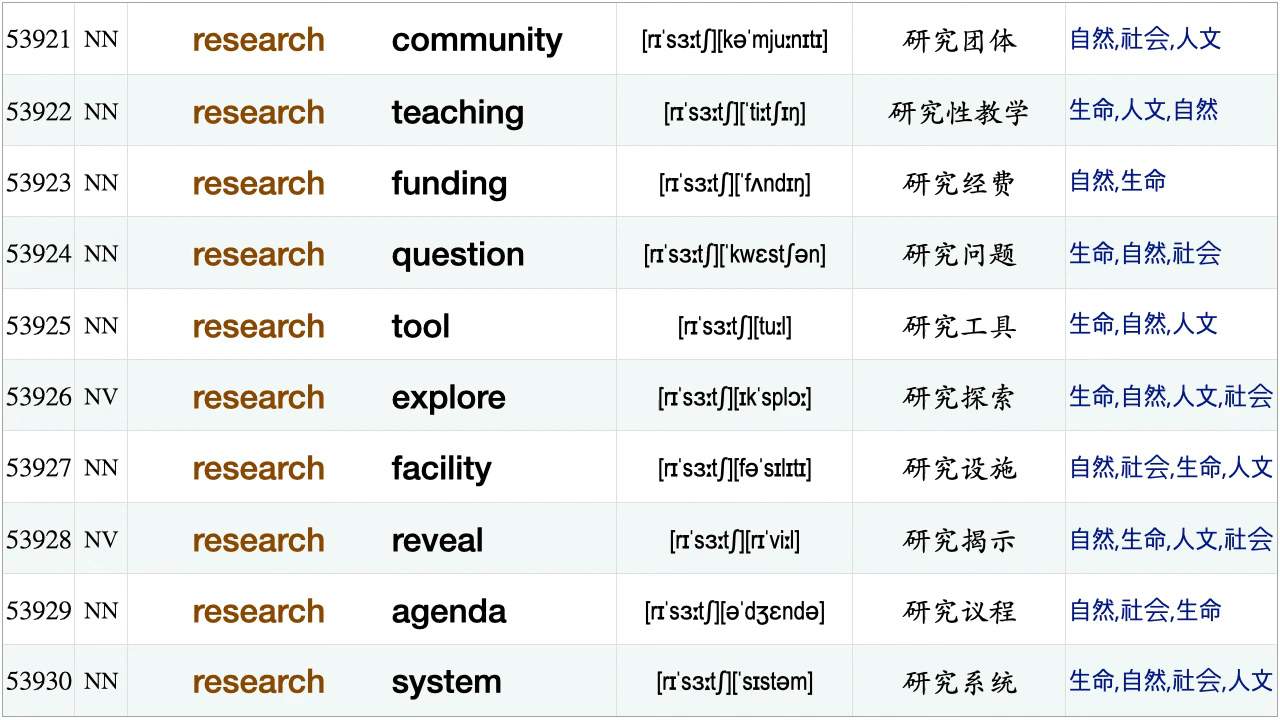 53921 NN research community [rɪˈsɜːtʃ][kəˈmjuːnɪtɪ] 研究团体 自然,社会,人文
53922 NN research teaching [rɪˈsɜːtʃ][ˈtiːtʃɪŋ] 研究性教学 生命,人文,自然
53923 NN research funding [rɪˈsɜːtʃ][ˈfʌndɪŋ] 研究经费 自然,生命
53924 NN research question [rɪˈsɜːtʃ][ˈkwɛstʃən] 研究问题 生命,自然,社会
53925 NN research tool [rɪˈsɜːtʃ][tuːl] 研究工具 生命,自然,人文
53926 NV research explore [rɪˈsɜːtʃ][ɪkˈsplɔː] 研究探索 生命,自然,人文,社会
53927 NN research facility [rɪˈsɜːtʃ][fəˈsɪlɪtɪ] 研究设施 自然,社会,生命,人文
53928 NV research reveal [rɪˈsɜːtʃ][rɪˈviːl] 研究揭示 自然,生命,人文,社会
53929 NN research agenda [rɪˈsɜːtʃ][əˈdʒɛndə] 研究议程 自然,社会,生命
53930 NN research system [rɪˈsɜːtʃ][ˈsɪstəm] 研究系统 生命,自然,社会,人文